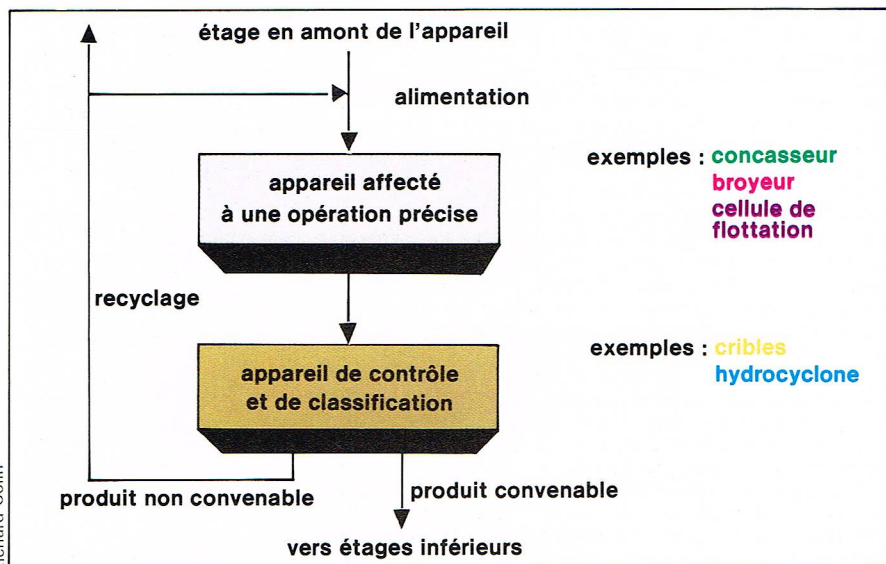 étage en amont de l'appareil
alimentation
appareil affecté
à une opération précise
exemples : concasseur
broyeur
cellule de
flottation
recyclage
appareil de contrôle
et de classification
exemples : cribles
hydrocyclone
produit non convenable
produit convenable
vers étages inférieurs
Colin